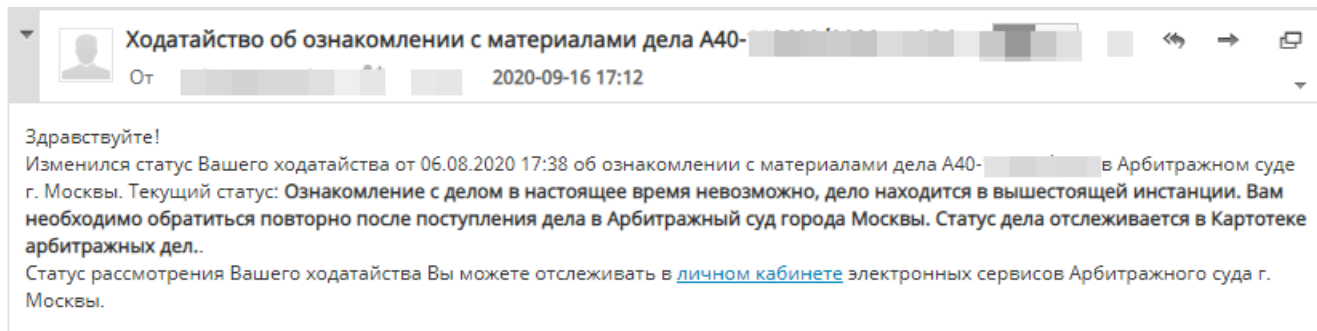 Ходатайство об ознакомлении с материалами дела А40-
От 2020-09-16 17:12
Здравствуйте!
Изменился статус Вашего ходатайства от 06.08.2020 17:38 об ознакомлении с материалами дела А40- в Арбитражном суде
г. Москвы. Текущий статус: Ознакомление с делом в настоящее время невозможно, дело находится в вышестоящей инстанции. Вам
необходимо обратиться повторно после поступления дела в Арбитражный суд города Москвы. Статус дела отслеживается в Картотеке
арбитражных дел..
Статус рассмотрения Вашего ходатайства Вы можете отслеживать в личном кабинете электронных сервисов Арбитражного суда г.
Москвы.